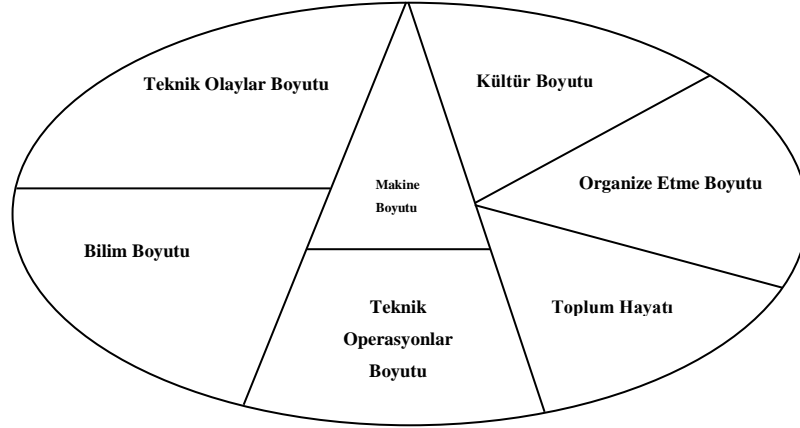 Teknik Olaylar Boyutu
Kültür Boyutu
Makine
Boyutu
Organize Etme Boyutu
Bilim Boyutu
Teknik
Operasyonlar
Boyutu
Toplum Hayatı